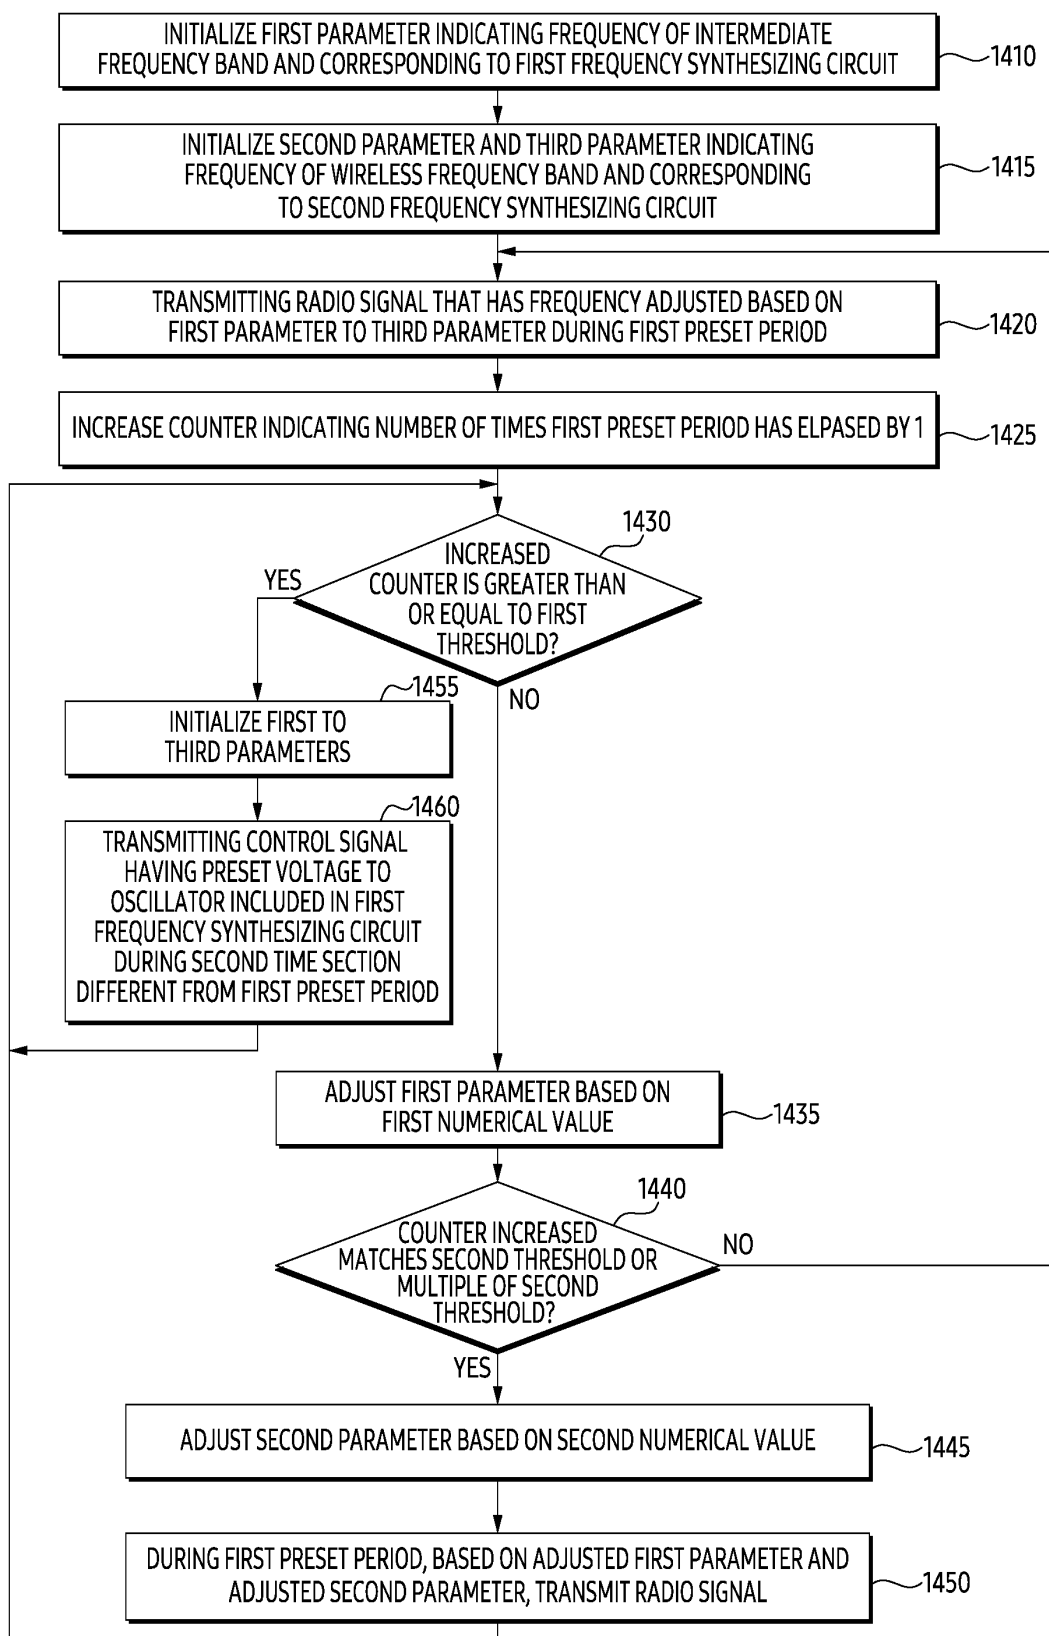 INITIALIZE FIRST PARAMETER INDICATING FREQUENCY OF INTERMEDIATE
FREQUENCY BAND AND CORRESPONDING TO FIRST FREQUENCY SYNTHESIZING CIRCUIT
1410
INITIALIZE SECOND PARAMETER AND THIRD PARAMETER INDICATING
FREQUENCY OF WIRELESS FREQUENCY BAND AND CORRESPONDING
TO SECOND FREQUENCY SYNTHESIZING CIRCUIT
1415
TRANSMITTING RADIO SIGNAL THAT HAS FREQUENCY ADJUSTED BASED ON
FIRST PARAMETER TO THIRD PARAMETER DURING FIRST PRESET PERIOD
1420
INCREASE COUNTER INDICATING NUMBER OF TIMES FIRST PRESET PERIOD HAS ELPASED BY 1
1425
1430
INCREASED
COUNTER IS GREATER THAN
OR EQUAL TO FIRST
THRESHOLD?
YES
NO
1455
INITIALIZE FIRST TO
THIRD PARAMETERS
1460
TRANSMITTING CONTROL SIGNAL
HAVING PRESET VOLTAGE TO
OSCILLATOR INCLUDED IN FIRST
FREQUENCY SYNTHESIZING CIRCUIT
DURING SECOND TIME SECTION
DIFFERENT FROM FIRST PRESET PERIOD
ADJUST FIRST PARAMETER BASED ON
FIRST NUMERICAL VALUE
1435
1440
COUNTER INCREASED
MATCHES SECOND THRESHOLD OR
MULTIPLE OF SECOND
THRESHOLD?
NO
YES
ADJUST SECOND PARAMETER BASED ON SECOND NUMERICAL VALUE
1445
DURING FIRST PRESET PERIOD, BASED ON ADJUSTED FIRST PARAMETER AND
ADJUSTED SECOND PARAMETER, TRANSMIT RADIO SIGNAL
1450